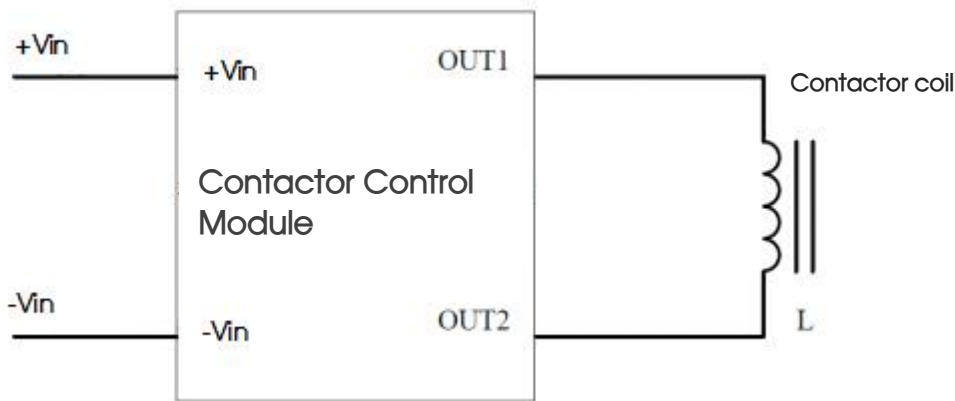 +Vin
+Vin
OUT1
Contactor coil
Contactor Control
Module
-Vin
-Vin
OUT2
L